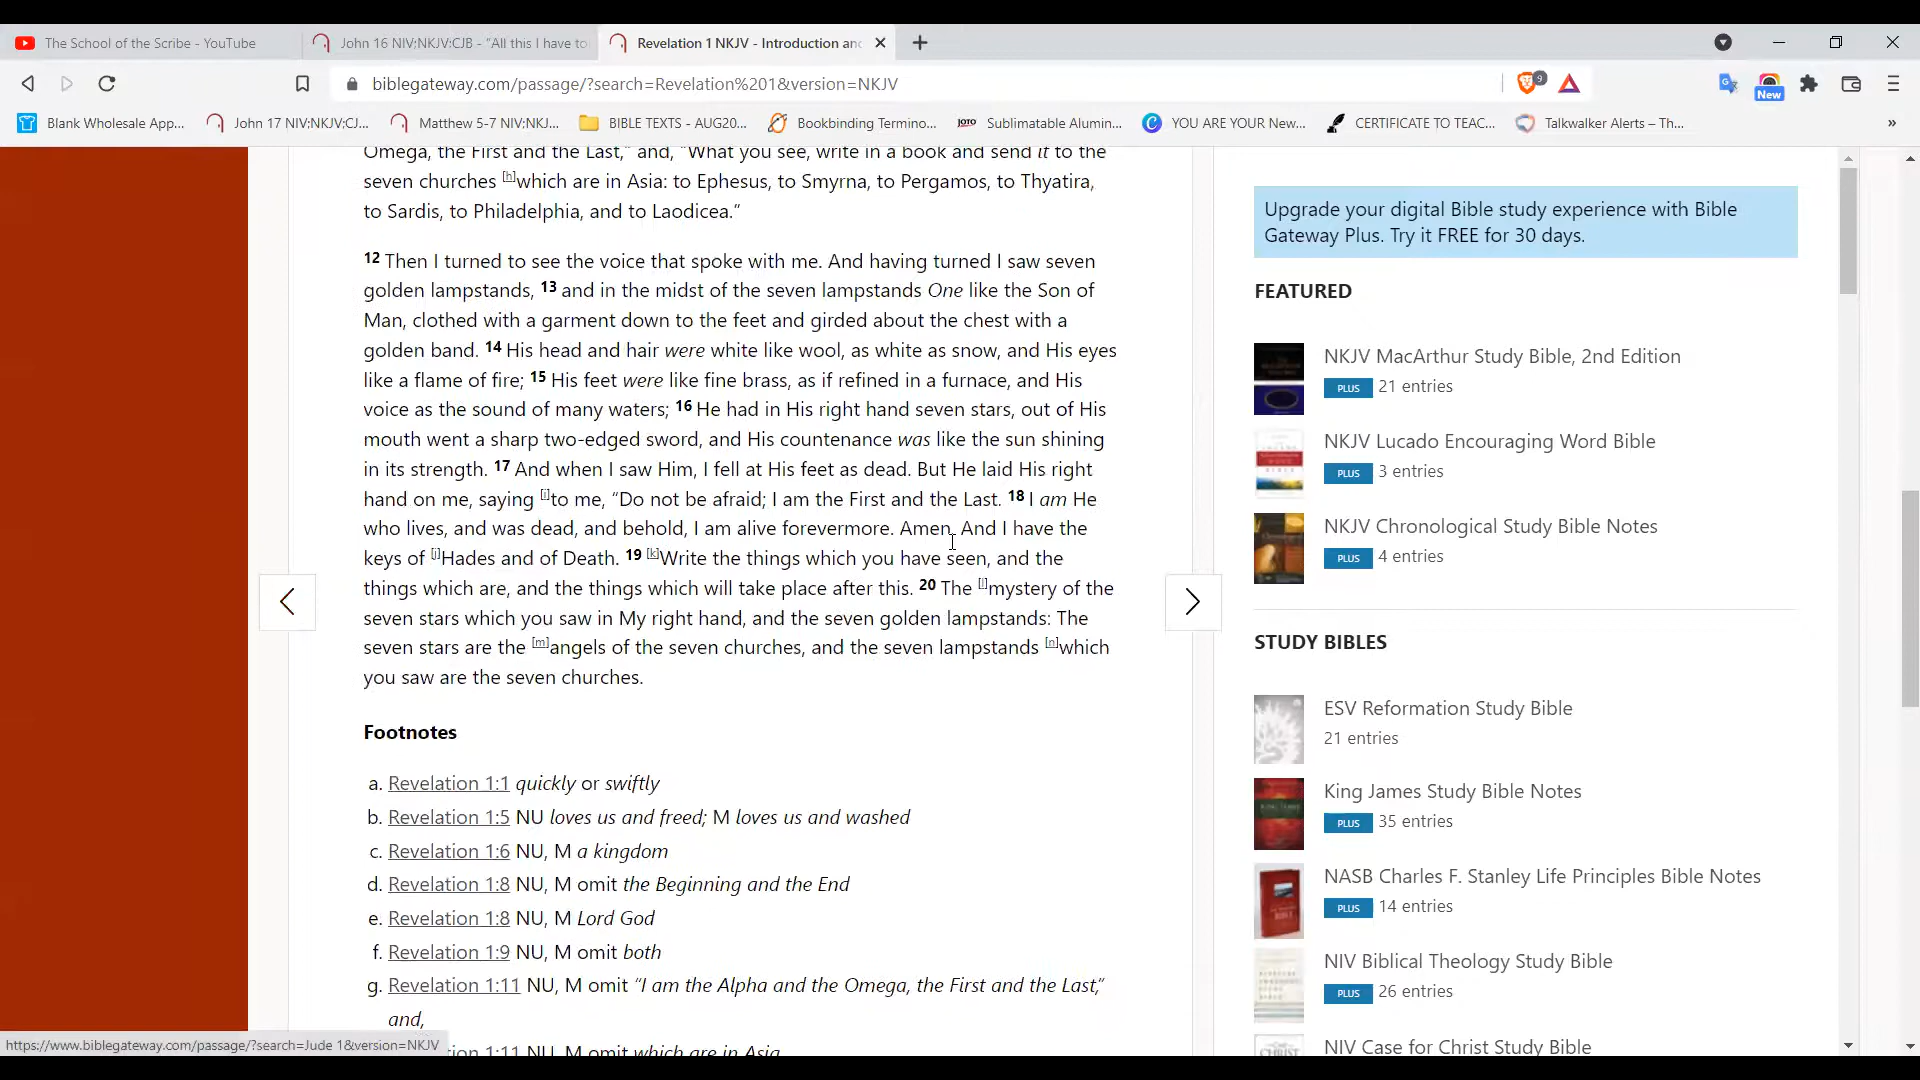 The School of the Scribe - YouTube
John 16 NIV;NKJV;CJB - "All this I have to
Revelation 1 NKJV - Introduction and
biblegateway.com/passage/?search=Revelation%201&version=NKJV
9
New
Blank Wholesale App...
John 17 NIV;NKJV;CJ...
Matthew 5-7 NIV;NKJ...
BIBLE TEXTS - AUG20...
Bookbinding Termino...
JOTO
Sublimatable Alumin...
YOU ARE YOUR New...
CERTIFICATE TO TEAC...
Talkwalker Alerts – Th...
»
Omega, the First and the Last,” and, “What you see, write in a book and send it to the
seven churches [h]which are in Asia: to Ephesus, to Smyrna, to Pergamos, to Thyatira,
to Sardis, to Philadelphia, and to Laodicea.”
12 Then I turned to see the voice that spoke with me. And having turned I saw seven
golden lampstands, 13 and in the midst of the seven lampstands One like the Son of
Man, clothed with a garment down to the feet and girded about the chest with a
golden band. 14 His head and hair were white like wool, as white as snow, and His eyes
like a flame of fire; 15 His feet were like fine brass, as if refined in a furnace, and His
voice as the sound of many waters; 16 He had in His right hand seven stars, out of His
mouth went a sharp two-edged sword, and His countenance was like the sun shining
in its strength. 17 And when I saw Him, I fell at His feet as dead. But He laid His right
hand on me, saying [i]to me, “Do not be afraid; I am the First and the Last. 18 I am He
who lives, and was dead, and behold, I am alive forevermore. Amen. And I have the
keys of [j]Hades and of Death. 19 [k]Write the things which you have seen, and the
things which are, and the things which will take place after this. 20 The [l]mystery of the
seven stars which you saw in My right hand, and the seven golden lampstands: The
seven stars are the [m]angels of the seven churches, and the seven lampstands [n]which
you saw are the seven churches.
Footnotes
a. Revelation 1:1 quickly or swiftly
b. Revelation 1:5 NU loves us and freed; M loves us and washed
c. Revelation 1:6 NU, M a kingdom
d. Revelation 1:8 NU, M omit the Beginning and the End
e. Revelation 1:8 NU, M Lord God
f. Revelation 1:9 NU, M omit both
g. Revelation 1:11 NU, M omit “I am the Alpha and the Omega, the First and the Last,”
and,
ion 1:11 NU, M omit which are in Asia
https://www.biblegateway.com/passage/?search=Jude 1&version=NKJV
Upgrade your digital Bible study experience with Bible
Gateway Plus. Try it FREE for 30 days.
FEATURED
NKJV MacArthur Study Bible, 2nd Edition
PLUS 21 entries
NKJV Lucado Encouraging Word Bible
PLUS 3 entries
NKJV Chronological Study Bible Notes
PLUS 4 entries
STUDY BIBLES
ESV Reformation Study Bible
21 entries
King James Study Bible Notes
PLUS 35 entries
NASB Charles F. Stanley Life Principles Bible Notes
PLUS 14 entries
NIV Biblical Theology Study Bible
PLUS 26 entries
NIV Case for Christ Study Bible